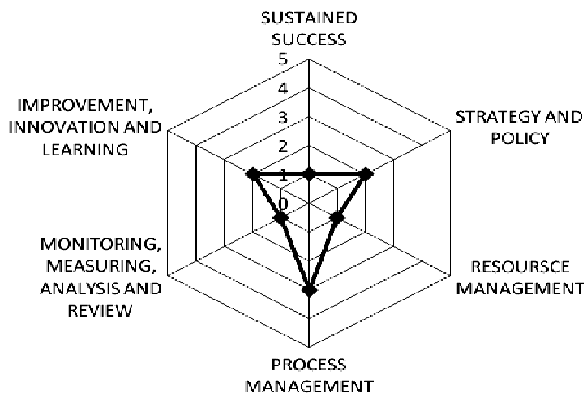 SUSTAINED
SUCCESS
5
4
3
2
1
0
STRATEGY AND
POLICY
RESOURSCE
MANAGEMENT
PROCESS
MANAGEMENT
MONITORING,
MEASURING,
ANALYSIS AND
REVIEW
IMPROVEMENT,
INNOVATION AND
LEARNING